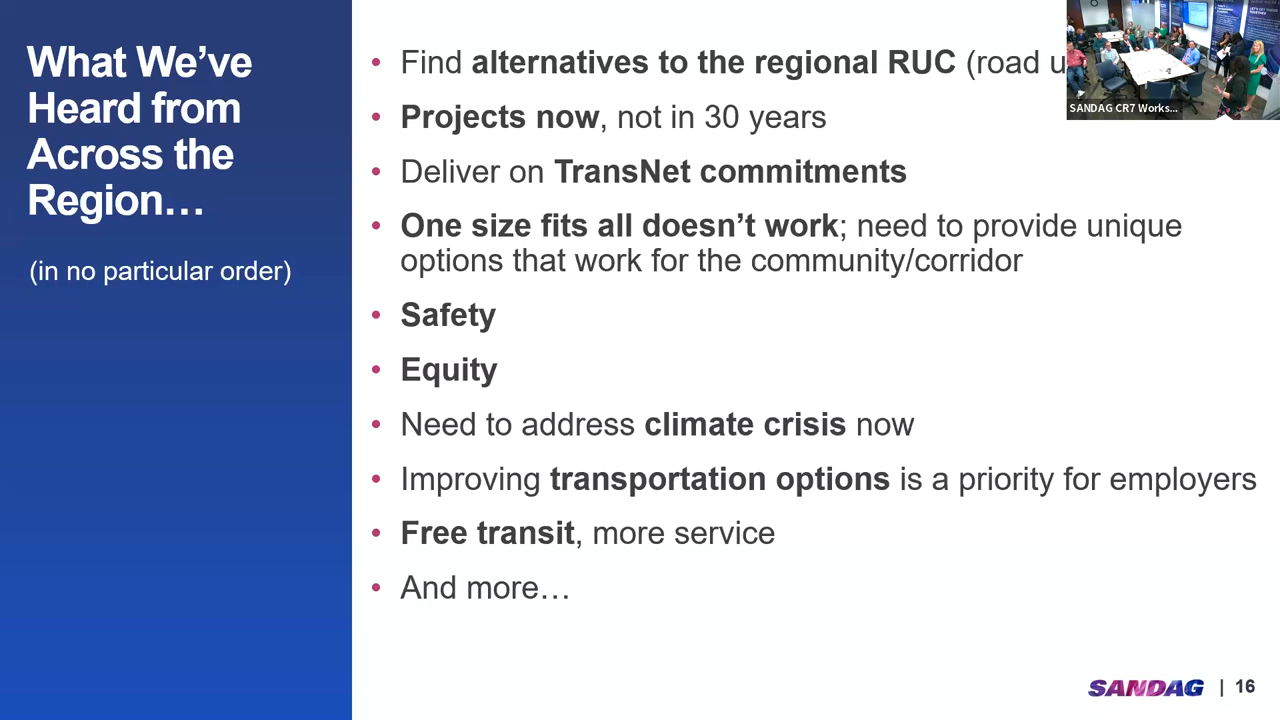 What We’ve
Heard from
Across the
Region…
(in no particular order)
• Find alternatives to the regional RUC (road u
• Projects now, not in 30 years
• Deliver on TransNet commitments
• One size fits all doesn’t work; need to provide unique
options that work for the community/corridor
• Safety
• Equity
• Need to address climate crisis now
• Improving transportation options is a priority for employers
• Free transit, more service
• And more…
SANDAG CR7 Works...
SANDAG | 16